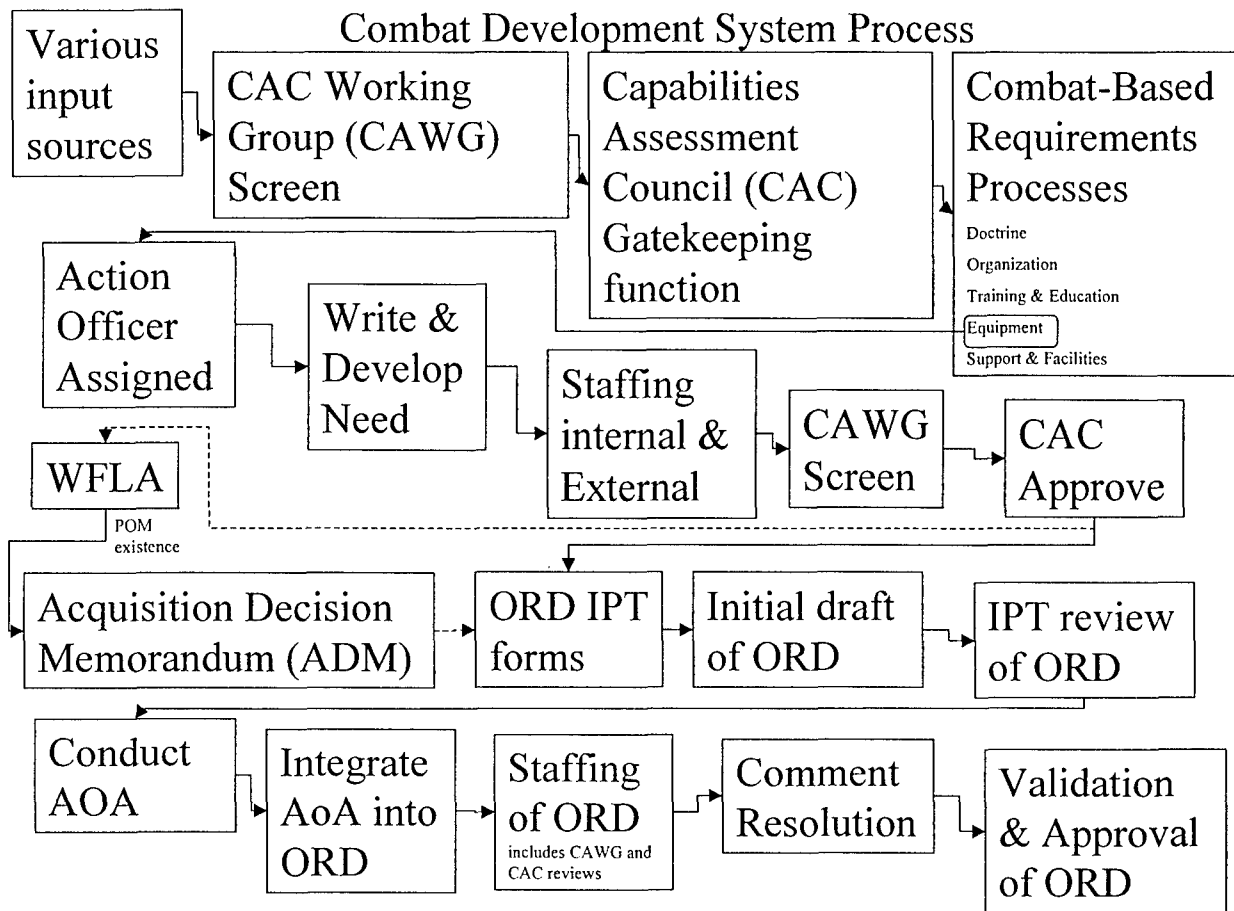 Combat Development System Process
Various
input
sources
CAC Working
Group (CAWG)
Screen
Capabilities
Assessment
Council (CAC)
Gatekeeping
function
Combat-Based
Requirements
Processes
Doctrine
Organization
Training & Education
Equipment
Support & Facilities
Action
Officer
Assigned
Write &
Develop
Need
Staffing
internal &
External
CAWG
Screen
CAC
Approve
WFLA
POM
existence
Acquisition Decision
Memorandum (ADM)
ORD IPT
forms
Initial draft
of ORD
IPT review
of ORD
Conduct
AOA
Integrate
AoA into
ORD
Staffing
of ORD
includes CAWG and
CAC reviews
Comment
Resolution
Validation
& Approval
of ORD